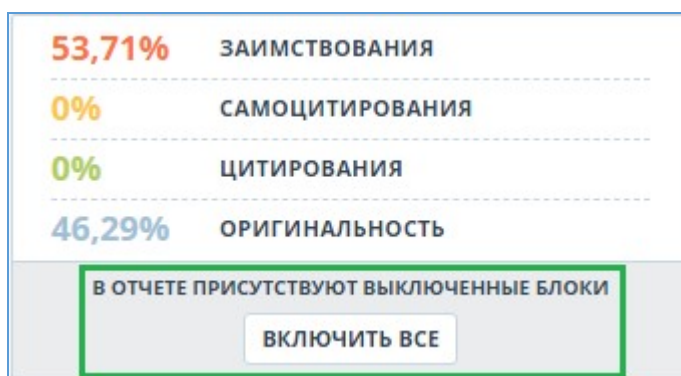 53,71% ЗАИМСТВОВАНИЯ
0% САМОЦИТИРОВАНИЯ
0% ЦИТИРОВАНИЯ
46,29% ОРИГИНАЛЬНОСТЬ
В ОТЧЕТЕ ПРИСУТСТВУЮТ ВЫКЛЮЧЕННЫЕ БЛОКИ
ВКЛЮЧИТЬ ВСЕ